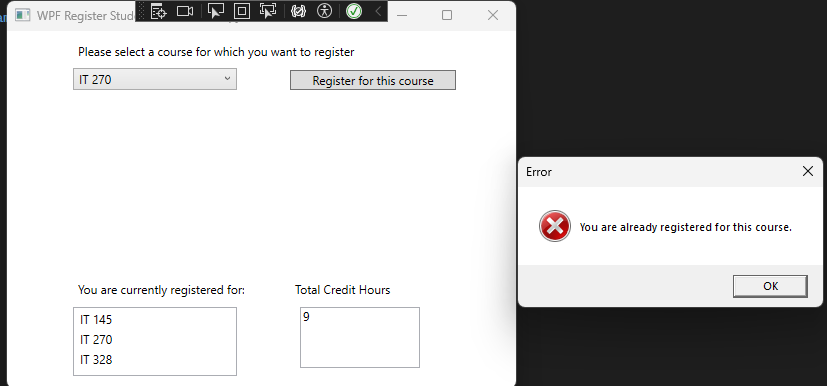 WPF Register Stud
Please select a course for which you want to register
IT 270
Register for this course
Error
You are already registered for this course.
OK
You are currently registered for:
Total Credit Hours
IT 145
IT 270
IT 328
9